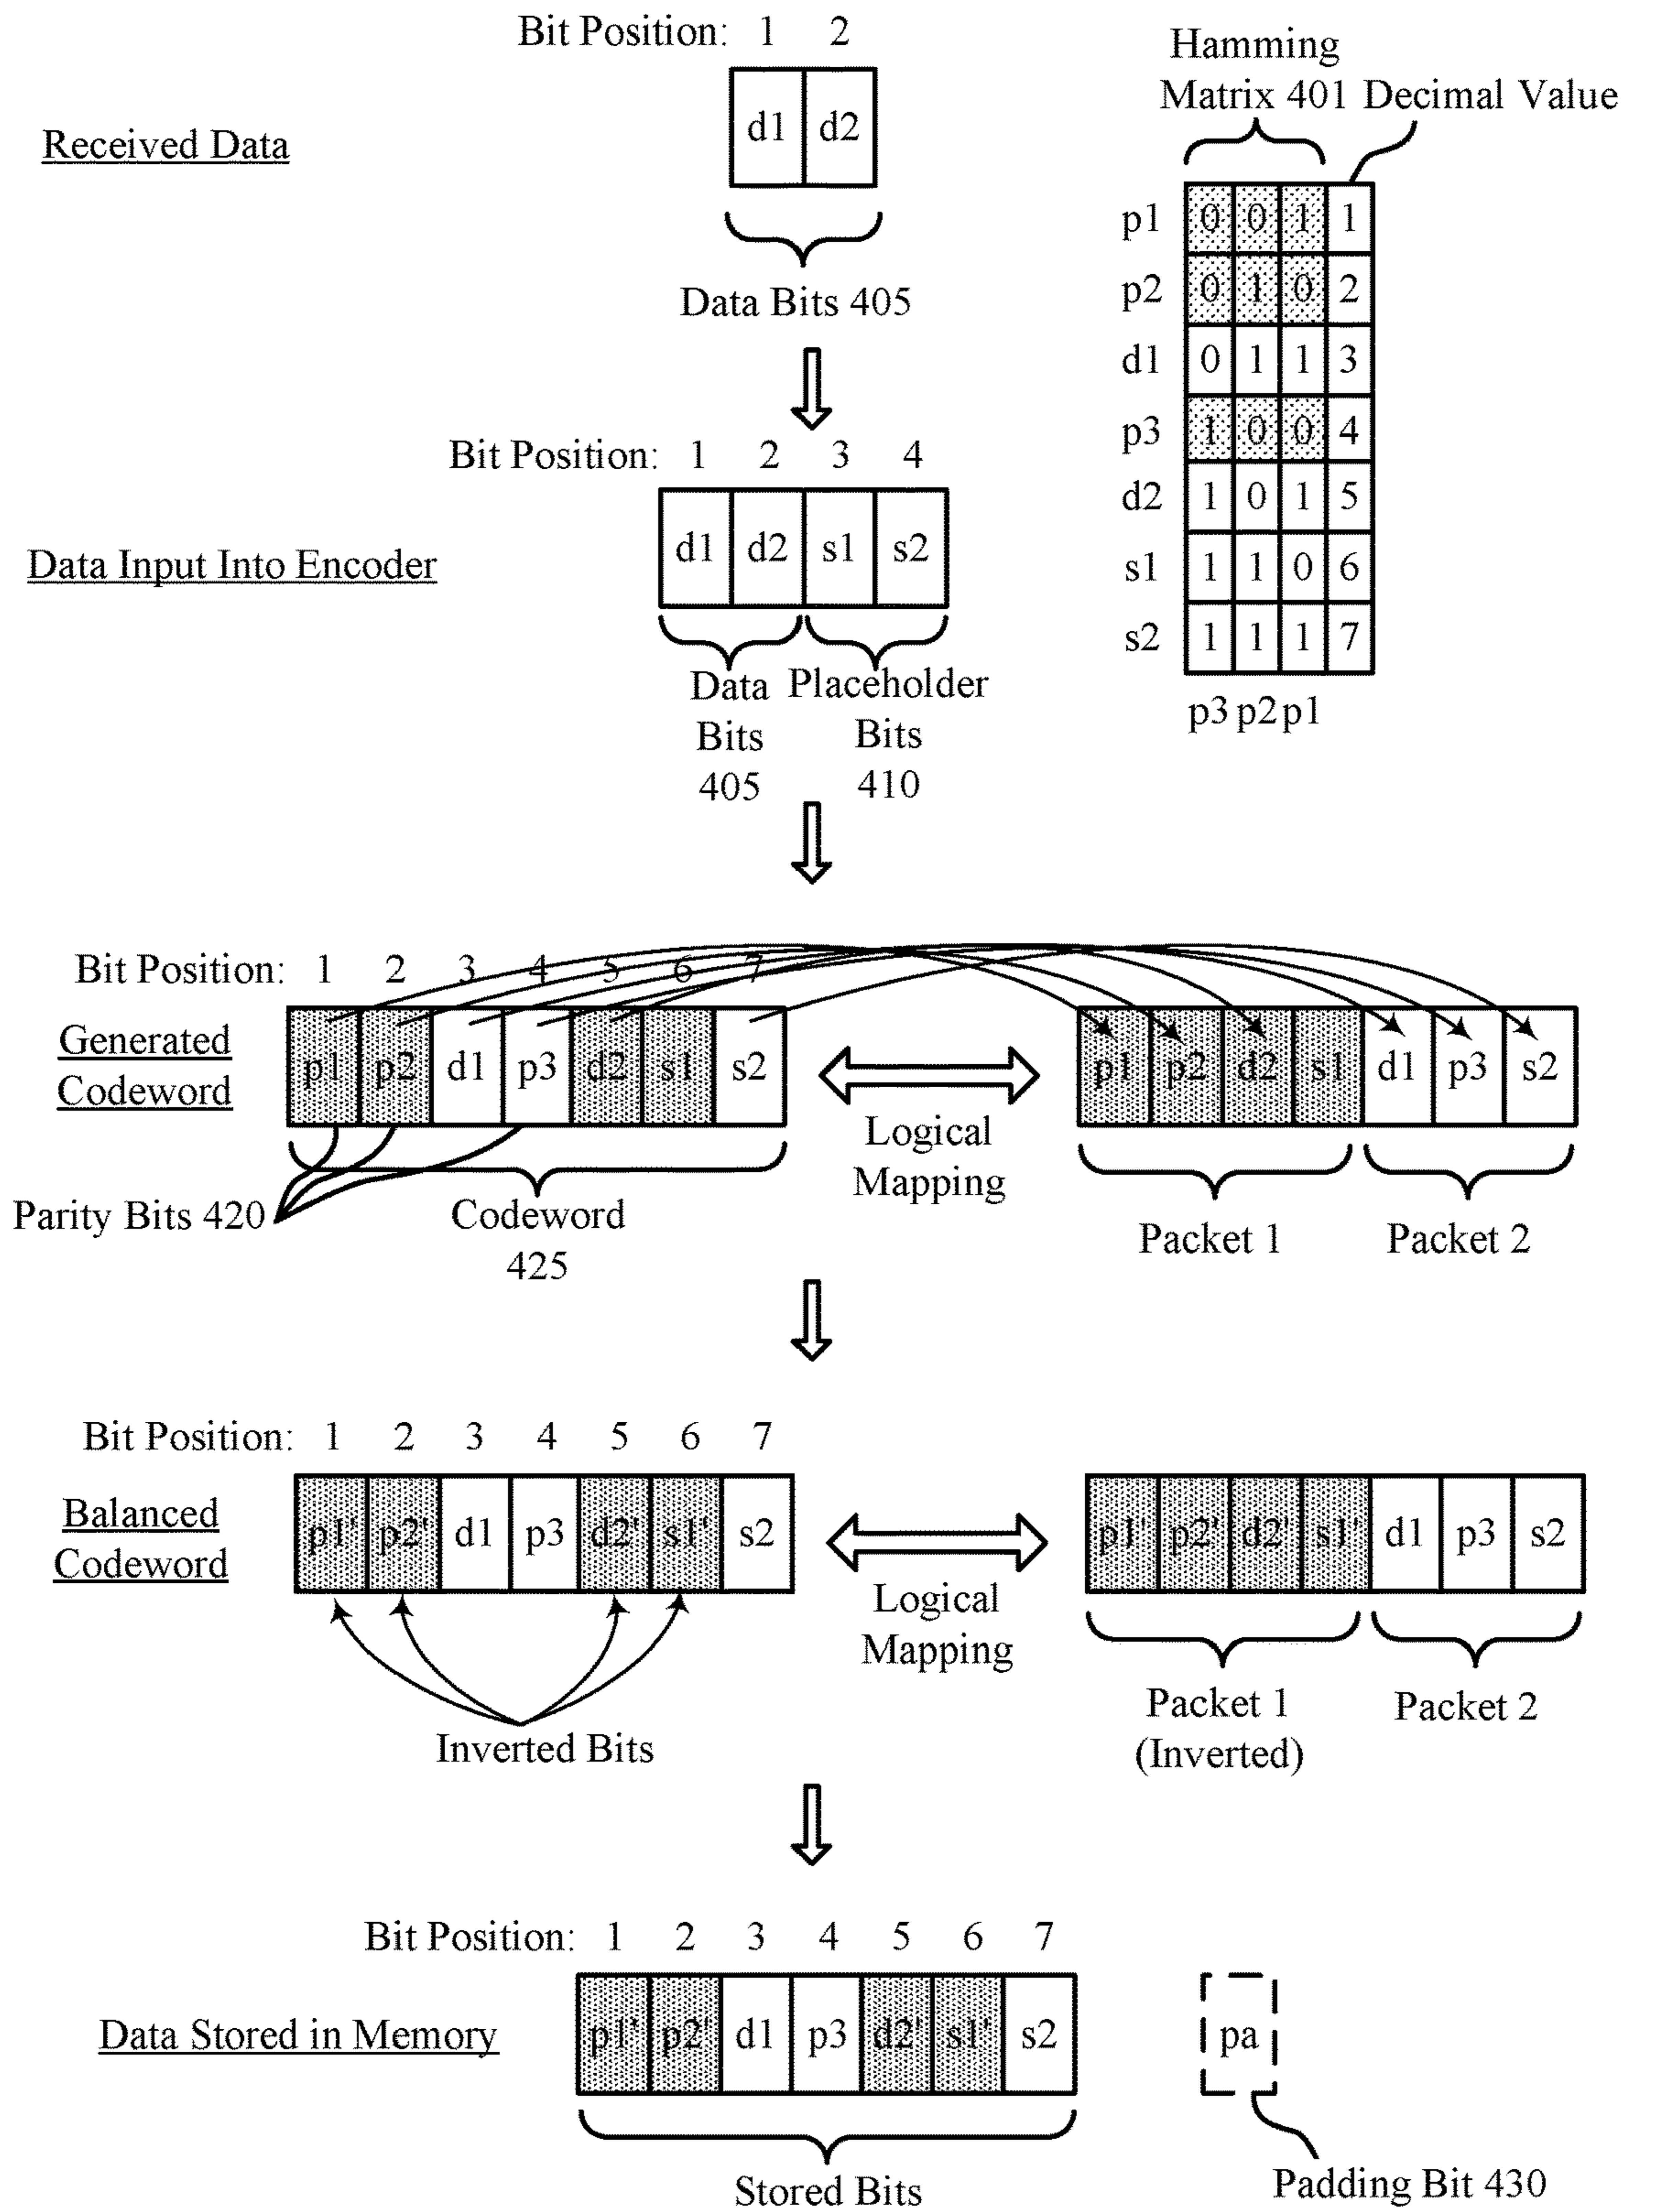 Bit Position: 1 2
d1 d2
Received Data
Data Bits 405
Hamming
Matrix 401 Decimal Value
p1 0 0 1 1
p2 0 1 0 2
d1 0 1 1 3
p3 1 0 0 4
d2 1 0 1 5
s1 1 1 0 6
s2 1 1 1 7
p3 p2 p1
Bit Position: 1 2 3 4
d1 d2 s1 s2
Data Input Into Encoder
Data Placeholder
Bits Bits
405 410
Bit Position: 1 2 3 4 5 6 7
Generated
Codeword
p1 p2 d1 p3 d2 s1 s2
Logical
Mapping
p1 p2 d2 s1 d1 p3 s2
Parity Bits 420
Codeword
425
Packet 1 Packet 2
Bit Position: 1 2 3 4 5 6 7
Balanced
Codeword
p1' p2' d1 p3 d2' s1' s2
Logical
Mapping
p1' p2' d2' s1' d1 p3 s2
Inverted Bits
Packet 1
(Inverted)
Packet 2
Bit Position: 1 2 3 4 5 6 7
Data Stored in Memory
p1' p2' d1 p3 d2' s1' s2
pa
Stored Bits
Padding Bit 430